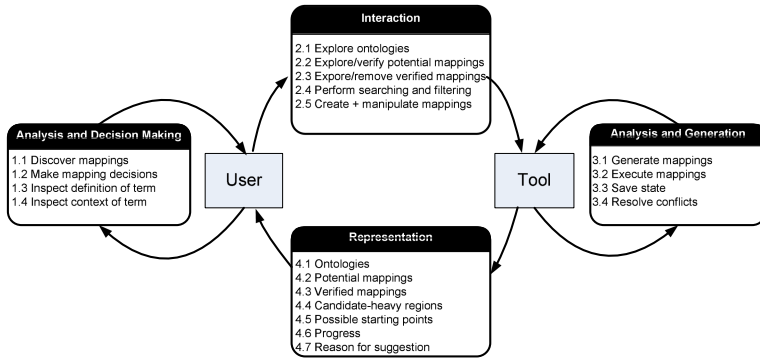 Interaction
2.1 Explore ontologies
2.2 Explore/verify potential mappings
2.3 Expore/remove verified mappings
2.4 Perform searching and filtering
2.5 Create + manipulate mappings
Analysis and Decision Making
1.1 Discover mappings
1.2 Make mapping decisions
1.3 Inspect definition of term
1.4 Inspect context of term
User
Tool
Analysis and Generation
3.1 Generate mappings
3.2 Execute mappings
3.3 Save state
3.4 Resolve conflicts
Representation
4.1 Ontologies
4.2 Potential mappings
4.3 Verified mappings
4.4 Candidate-heavy regions
4.5 Possible starting points
4.6 Progress
4.7 Reason for suggestion